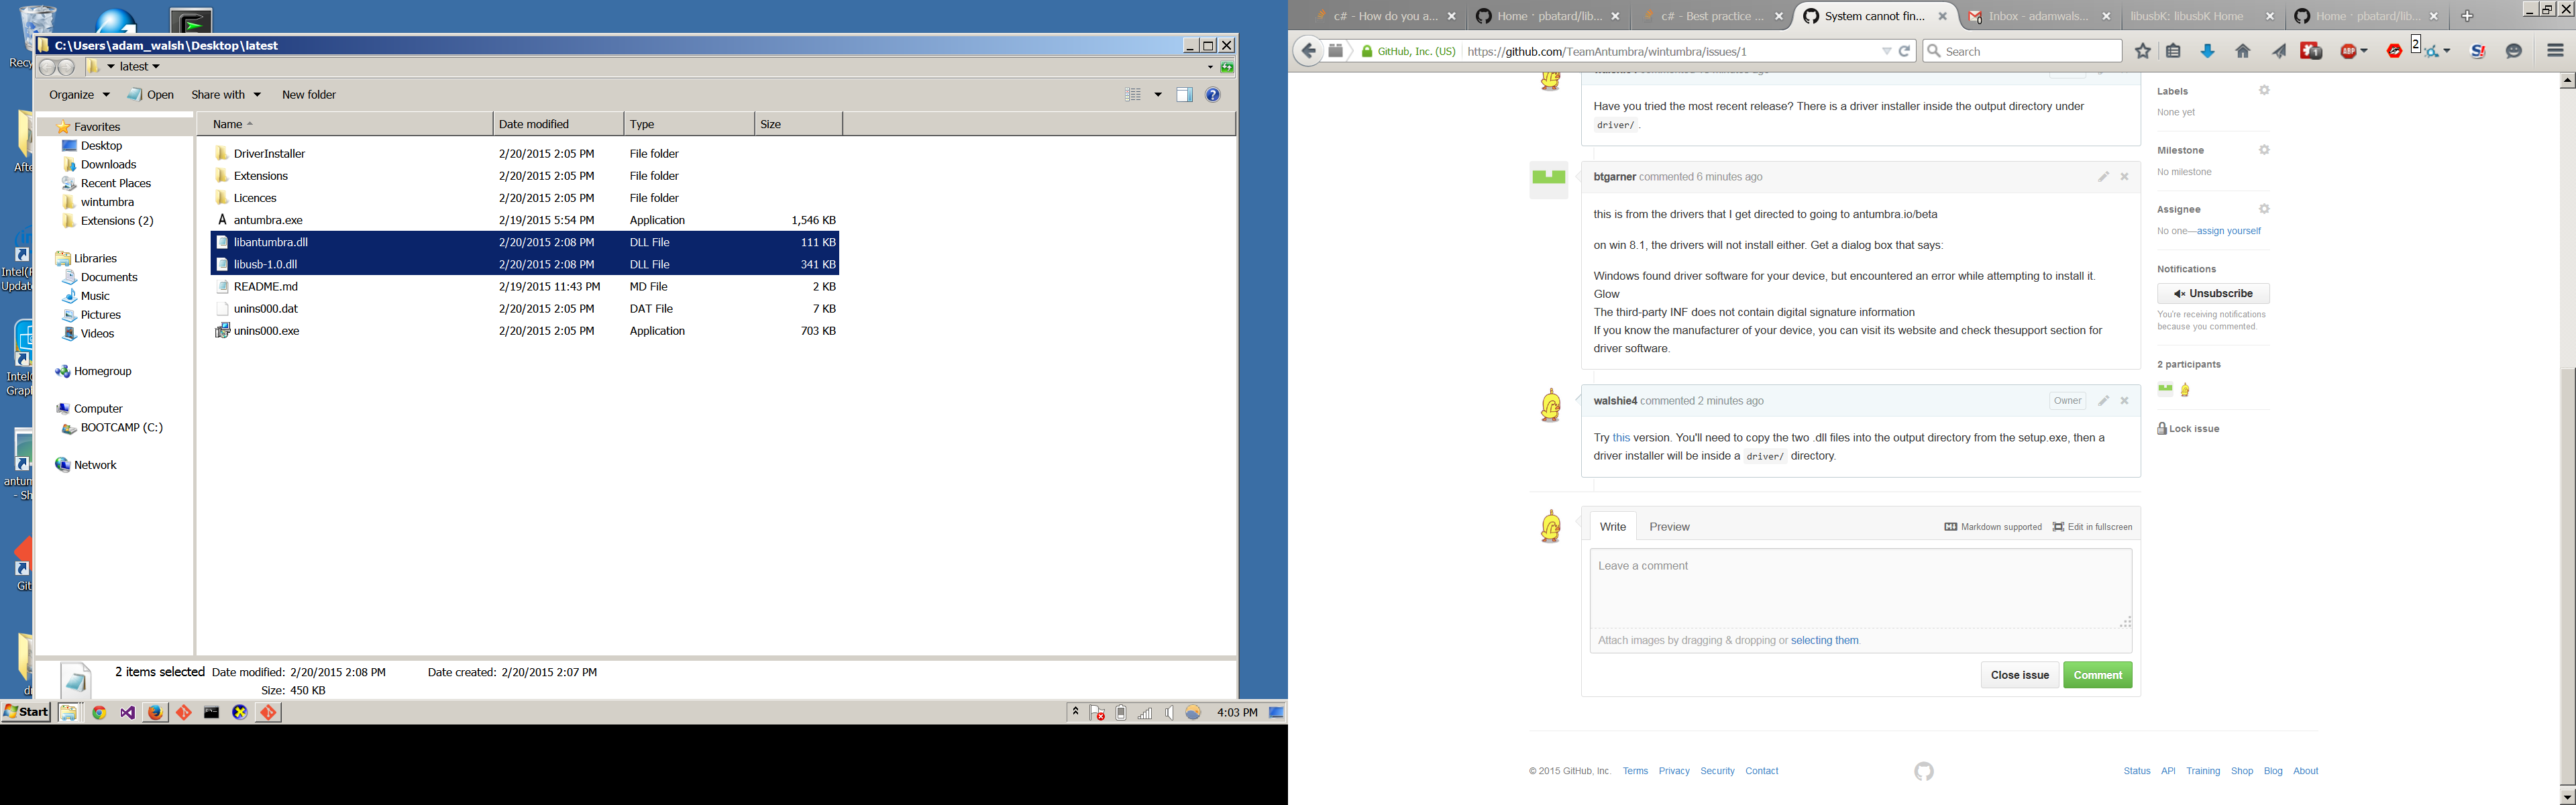 C:\Users\adam_walsh\Desktop\latest
latest
Organize
Open
Share with
New folder
Favorites
Desktop
Downloads
Recent Places
wintumbra
Extensions (2)
Libraries
Documents
Music
Pictures
Videos
Homegroup
Computer
BOOTCAMP (C:)
Network
Name Date modified Type Size
DriverInstaller 2/20/2015 2:05 PM File folder
Extensions 2/20/2015 2:05 PM File folder
Licences 2/20/2015 2:05 PM File folder
antumbra.exe 2/19/2015 5:54 PM Application 1,546 KB
libantumbra.dll 2/20/2015 2:08 PM DLL File 111 KB
libusb-1.0.dll 2/20/2015 2:08 PM DLL File 341 KB
README.md 2/19/2015 11:43 PM MD File 2 KB
unins000.dat 2/20/2015 2:05 PM DAT File 7 KB
unins000.exe 2/20/2015 2:05 PM Application 703 KB
2 items selected Date modified: 2/20/2015 2:08 PM Date created: 2/20/2015 2:07 PM
Size: 450 KB
Start
4:03 PM
c# - How do you a...
Home · pbatard/lib...
c# - Best practice ...
System cannot fin...
Inbox - adamwals...
libusbK: libusbK Home
Home · pbatard/lib...
GitHub, Inc. (US)
https://github.com/TeamAntumbra/wintumbra/issues/1
Search
2
Have you tried the most recent release? There is a driver installer inside the output directory under
driver/ .
btgarner commented 6 minutes ago
this is from the drivers that I get directed to going to antumbra.io/beta
on win 8.1, the drivers will not install either. Get a dialog box that says:
Windows found driver software for your device, but encountered an error while attempting to install it.
Glow
The third-party INF does not contain digital signature information
If you know the manufacturer of your device, you can visit its website and check thesupport section for
driver software.
walshie4 commented 2 minutes ago
Owner
Try this version. You'll need to copy the two .dll files into the output directory from the setup.exe, then a
driver installer will be inside a driver/ directory.
Write
Preview
Markdown supported
Edit in fullscreen
Leave a comment
Attach images by dragging & dropping or selecting them.
Close issue
Comment
Labels
None yet
Milestone
No milestone
Assignee
No one—assign yourself
Notifications
Unsubscribe
You're receiving notifications
because you commented.
2 participants
Lock issue
© 2015 GitHub, Inc. Terms Privacy Security Contact
Status API Training Shop Blog About